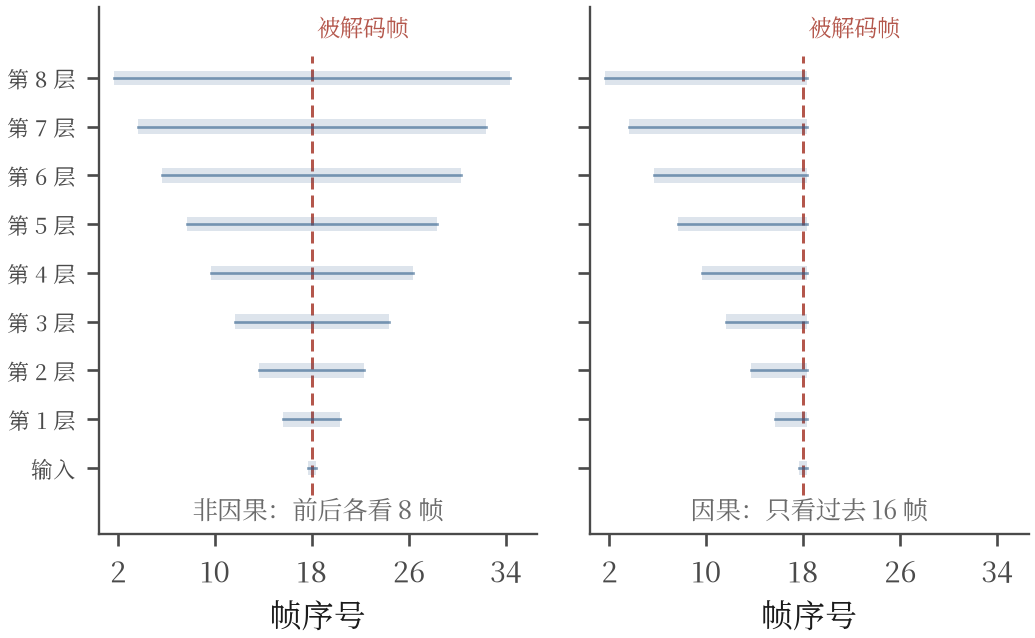 被解码帧
第 8 层
第 7 层
第 6 层
第 5 层
第 4 层
第 3 层
第 2 层
第 1 层
输入
非因果：前后各看 8 帧
2 10 18 26 34
帧序号
被解码帧
因果：只看过去 16 帧
2 10 18 26 34
帧序号